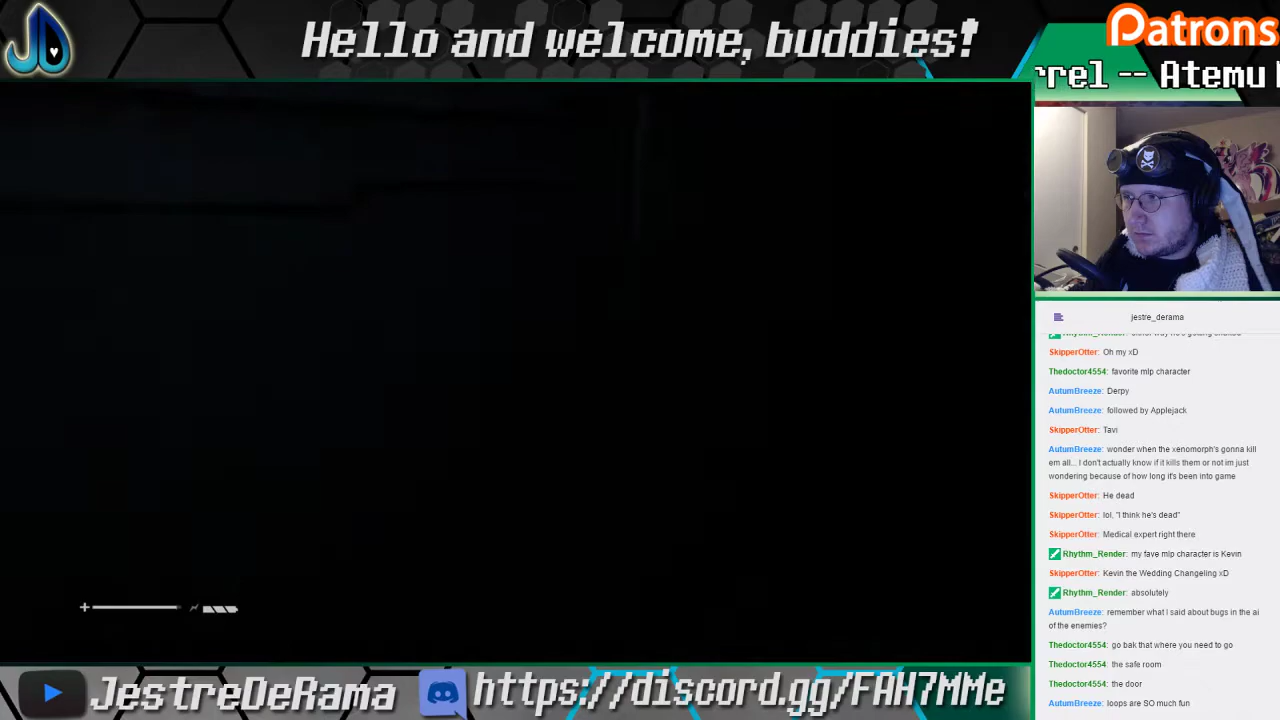 Hello and welcome, buddies!
Patrons
rrel -- Atemu
JD
jestre_derama
SkipperOtter: Oh my xD
Thedoctor4554: favorite mlp character
AutumBreeze: Derpy
AutumBreeze: followed by Applejack
SkipperOtter: Tavi
AutumBreeze: wonder when the xenomorph's gonna kill
em all... I don't actually know if it kills them or not im just
wondering because of how long it's been into game
SkipperOtter: He dead
SkipperOtter: lol, "I think he's dead"
SkipperOtter: Medical expert right there
Rhythm_Render: my fave mlp character is Kevin
SkipperOtter: Kevin the Wedding Changeling xD
Rhythm_Render: absolutely
AutumBreeze: remember what I said about bugs in the ai
of the enemies?
Thedoctor4554: go bak that where you need to go
Thedoctor4554: the safe room
Thedoctor4554: the door
AutumBreeze: loops are SO much fun
JestreDeRama
https://discord.gg/FAH7MMe